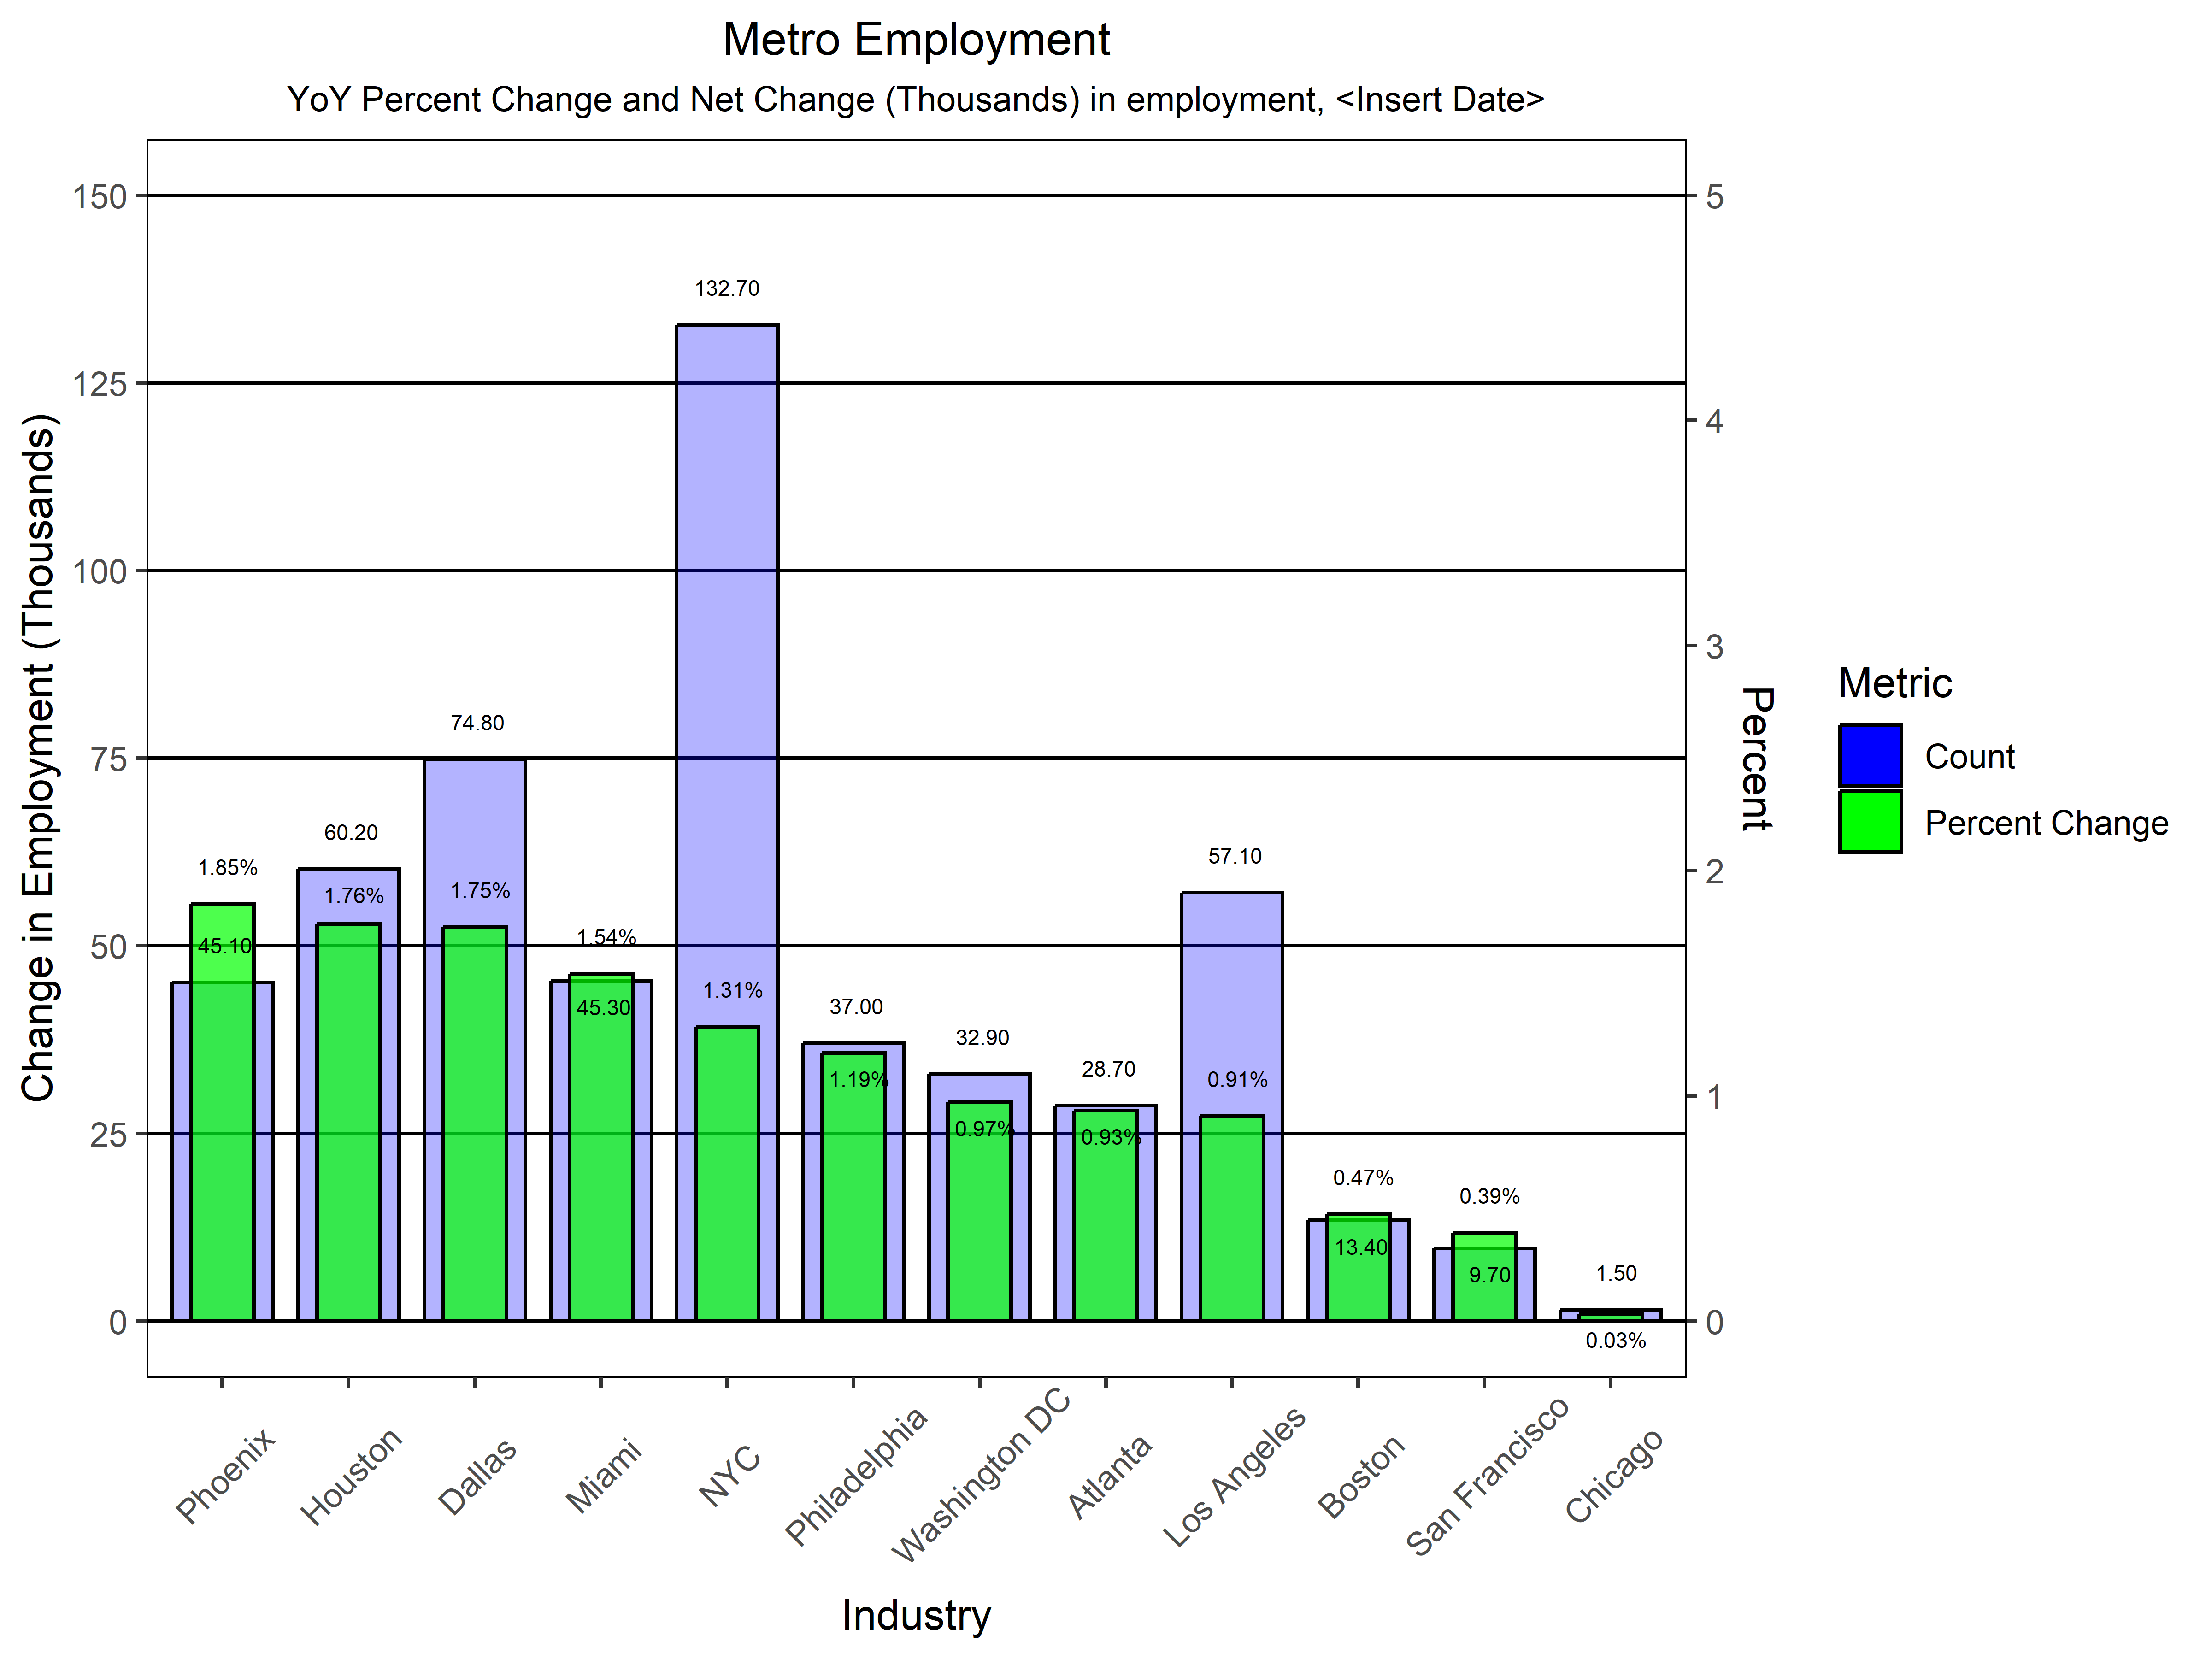 Metro Employment
YoY Percent Change and Net Change (Thousands) in employment, <Insert Date>
Change in Employment (Thousands)
150
125
100
75
50
25
0
132.70
74.80
60.20
57.10
1.85%
1.76%
1.75%
1.54%
45.10
45.30
1.31%
37.00
32.90
28.70
1.19%
0.91%
0.97%
0.93%
0.47%
0.39%
13.40
9.70
1.50
0.03%
5
4
3
2
1
0
Percent
Metric
Count
Percent Change
Phoenix
Houston
Dallas
Miami
NYC
Philadelphia
Washington DC
Atlanta
Los Angeles
Boston
San Francisco
Chicago
Industry